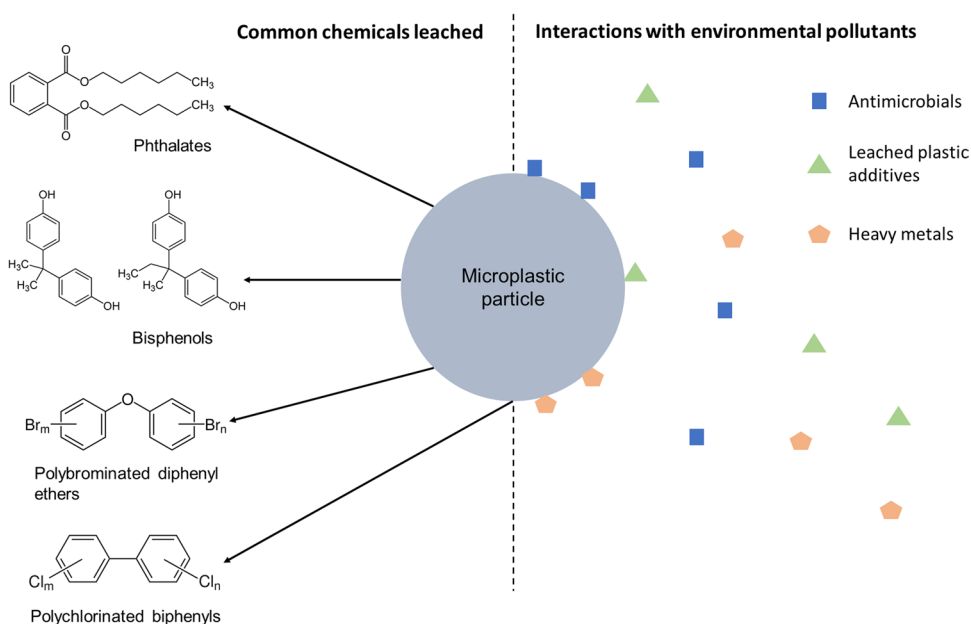 Common chemicals leached
Interactions with environmental pollutants
O
O
CH₃
O
CH₃
O
Phthalates
OH
H₃C
H₃C
OH
OH
H₃C
CH₃
OH
Bisphenols
O
Brₘ
Brₙ
Polybrominated diphenyl
ethers
Clₘ
Clₙ
Polychlorinated biphenyls
Microplastic
particle
Antimicrobials
Leached plastic
additives
Heavy metals